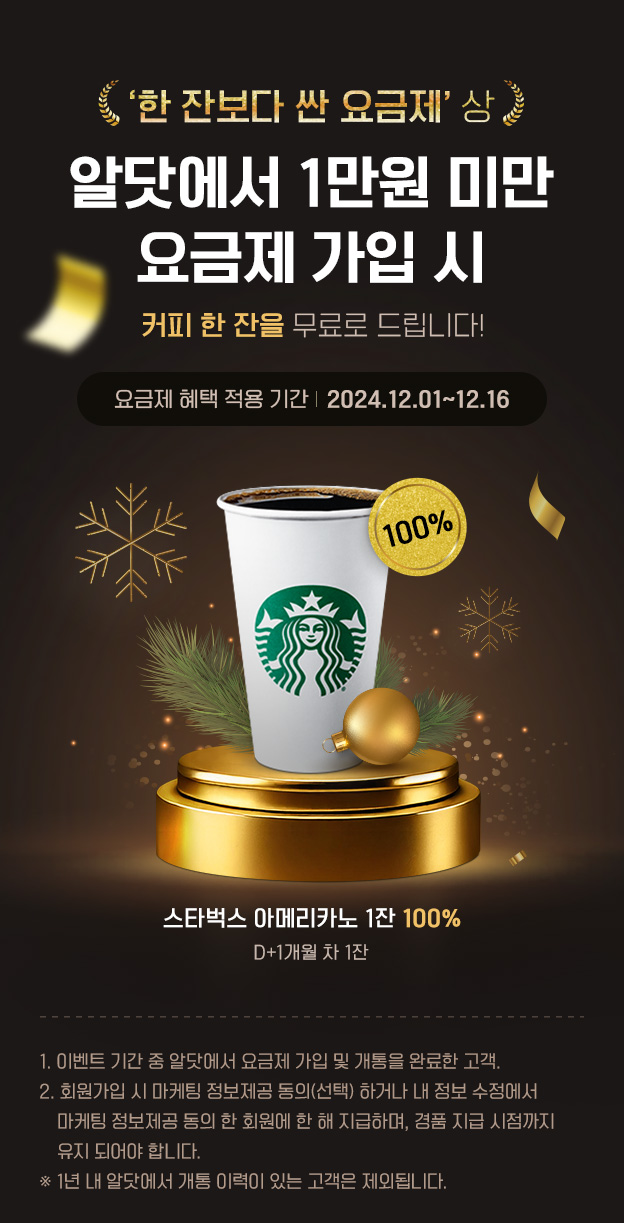 ‘한 잔보다 싼 요금제’ 상
알닷에서 1만원 미만
요금제 가입 시
커피 한 잔을 무료로 드립니다!
요금제 혜택 적용 기간 | 2024.12.01~12.16
100%
스타벅스 아메리카노 1잔 100%
D+1개월 차 1잔
1. 이벤트 기간 중 알닷에서 요금제 가입 및 개통을 완료한 고객.
2. 회원가입 시 마케팅 정보제공 동의(선택) 하거나 내 정보 수정에서
마케팅 정보제공 동의 한 회원에 한 해 지급하며, 경품 지급 시점까지
유지 되어야 합니다.
※ 1년 내 알닷에서 개통 이력이 있는 고객은 제외됩니다.